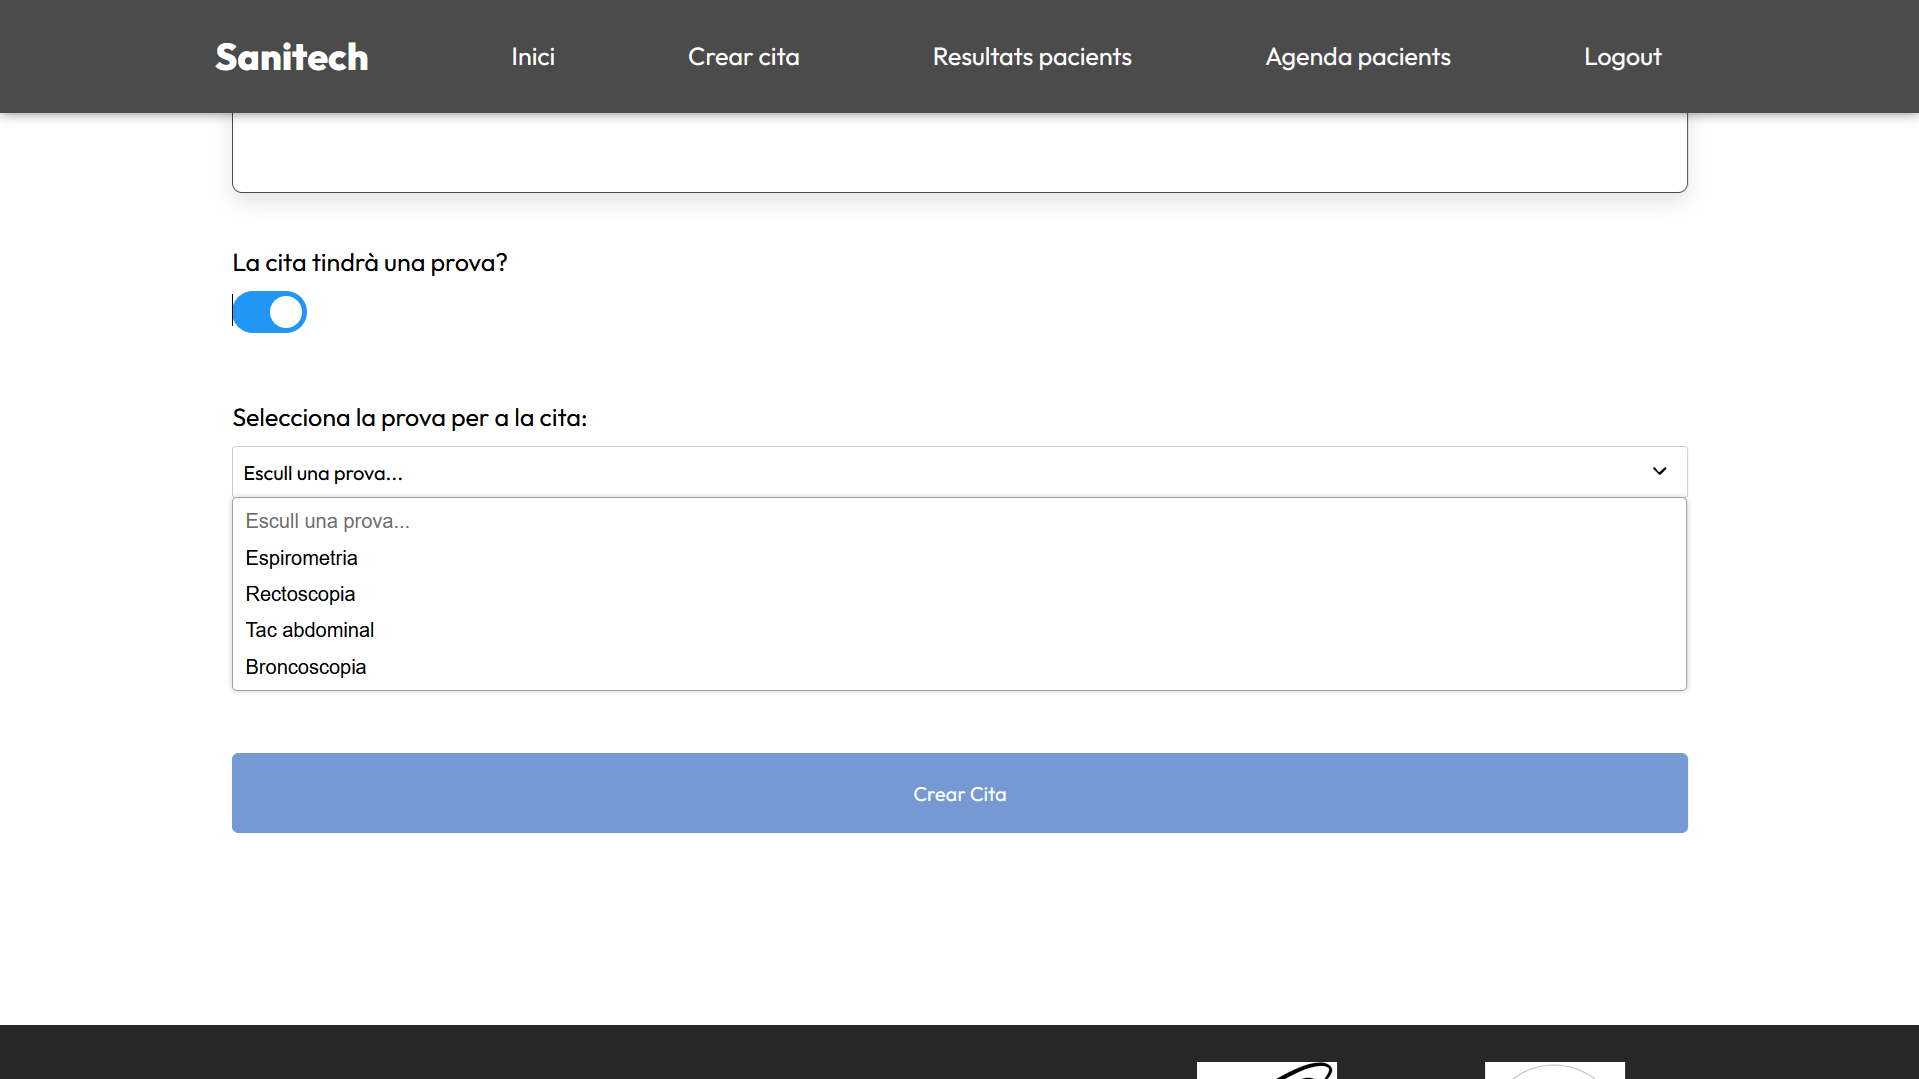 Sanitech Inici Crear cita Resultats pacients Agenda pacients Logout
La cita tindrà una prova?
Selecciona la prova per a la cita:
Escull una prova...
Escull una prova...
Espirometria
Rectoscopia
Tac abdominal
Broncoscopia
Crear Cita